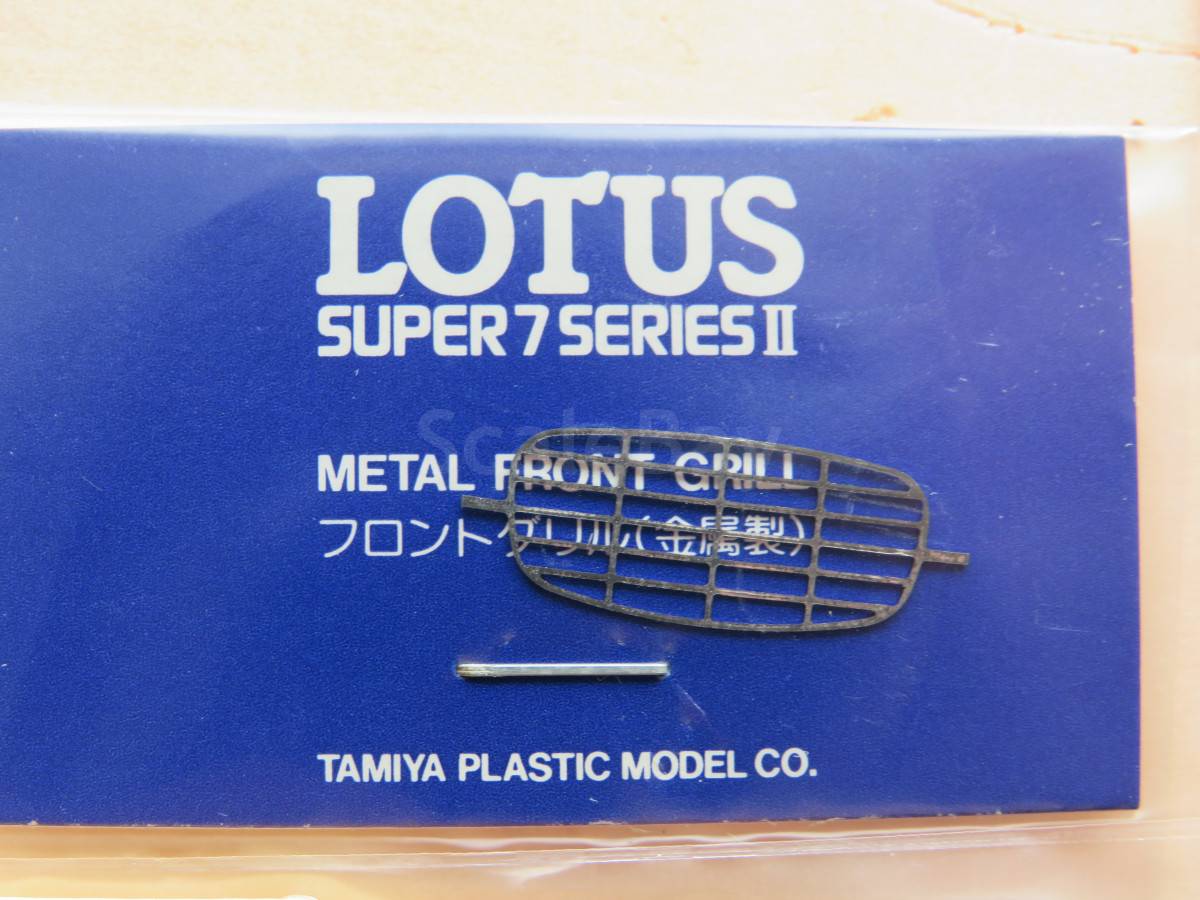 LOTUS
SUPER 7 SERIES II
ScaleBay
METAL FRONT GRILL
フロントグリル(金属製)
TAMIYA PLASTIC MODEL CO.